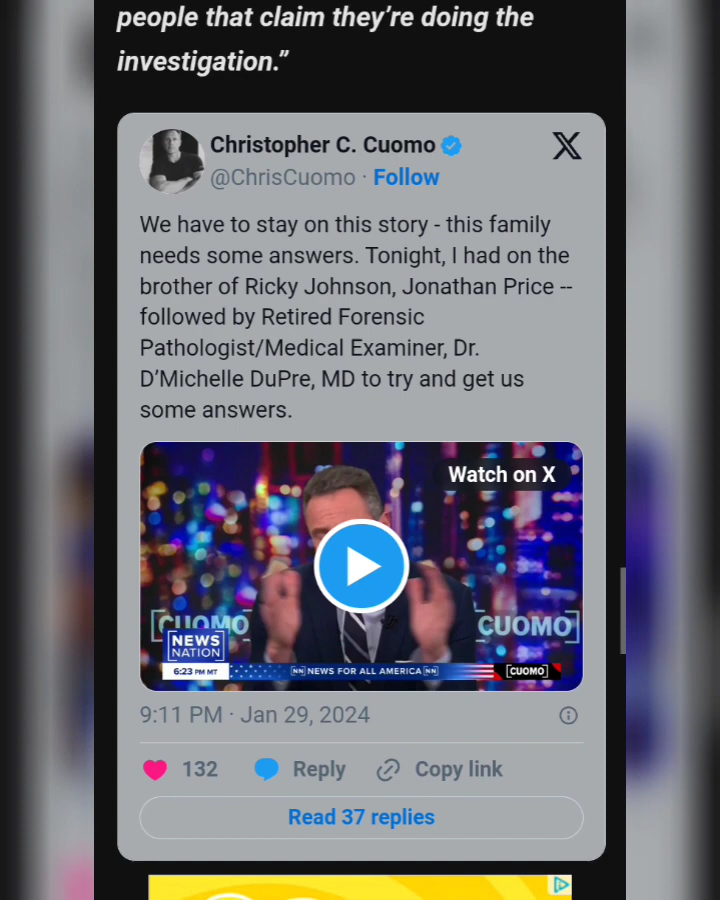 people that claim they're doing the
investigation."
Christopher C. Cuomo
@ChrisCuomo · Follow
We have to stay on this story - this family
needs some answers. Tonight, I had on the
brother of Ricky Johnson, Jonathan Price --
followed by Retired Forensic
Pathologist/Medical Examiner, Dr.
D'Michelle DuPre, MD to try and get us
some answers.
Watch on X
[CUOMO]
[CUOMO]
NEWS
NATION
6:23 PM MT
NN NEWS FOR ALL AMERICA NN
[CUOMO]
9:11 PM · Jan 29, 2024
132
Reply
Copy link
Read 37 replies